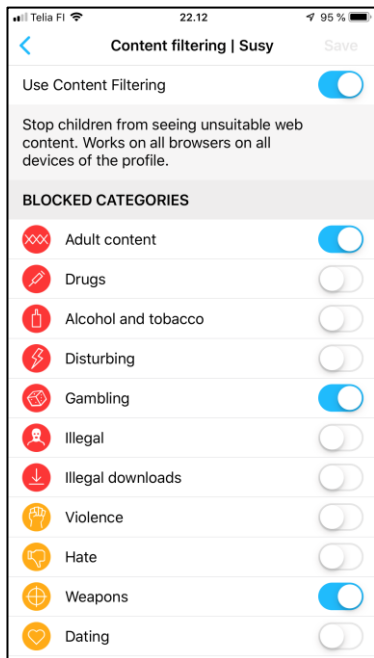 Telia FI 22.12 95 %
Content filtering | Susy Save
Use Content Filtering
Stop children from seeing unsuitable web
content. Works on all browsers on all
devices of the profile.
BLOCKED CATEGORIES
XXX Adult content
Drugs
Alcohol and tobacco
Disturbing
Gambling
Illegal
Illegal downloads
Violence
Hate
Weapons
Dating